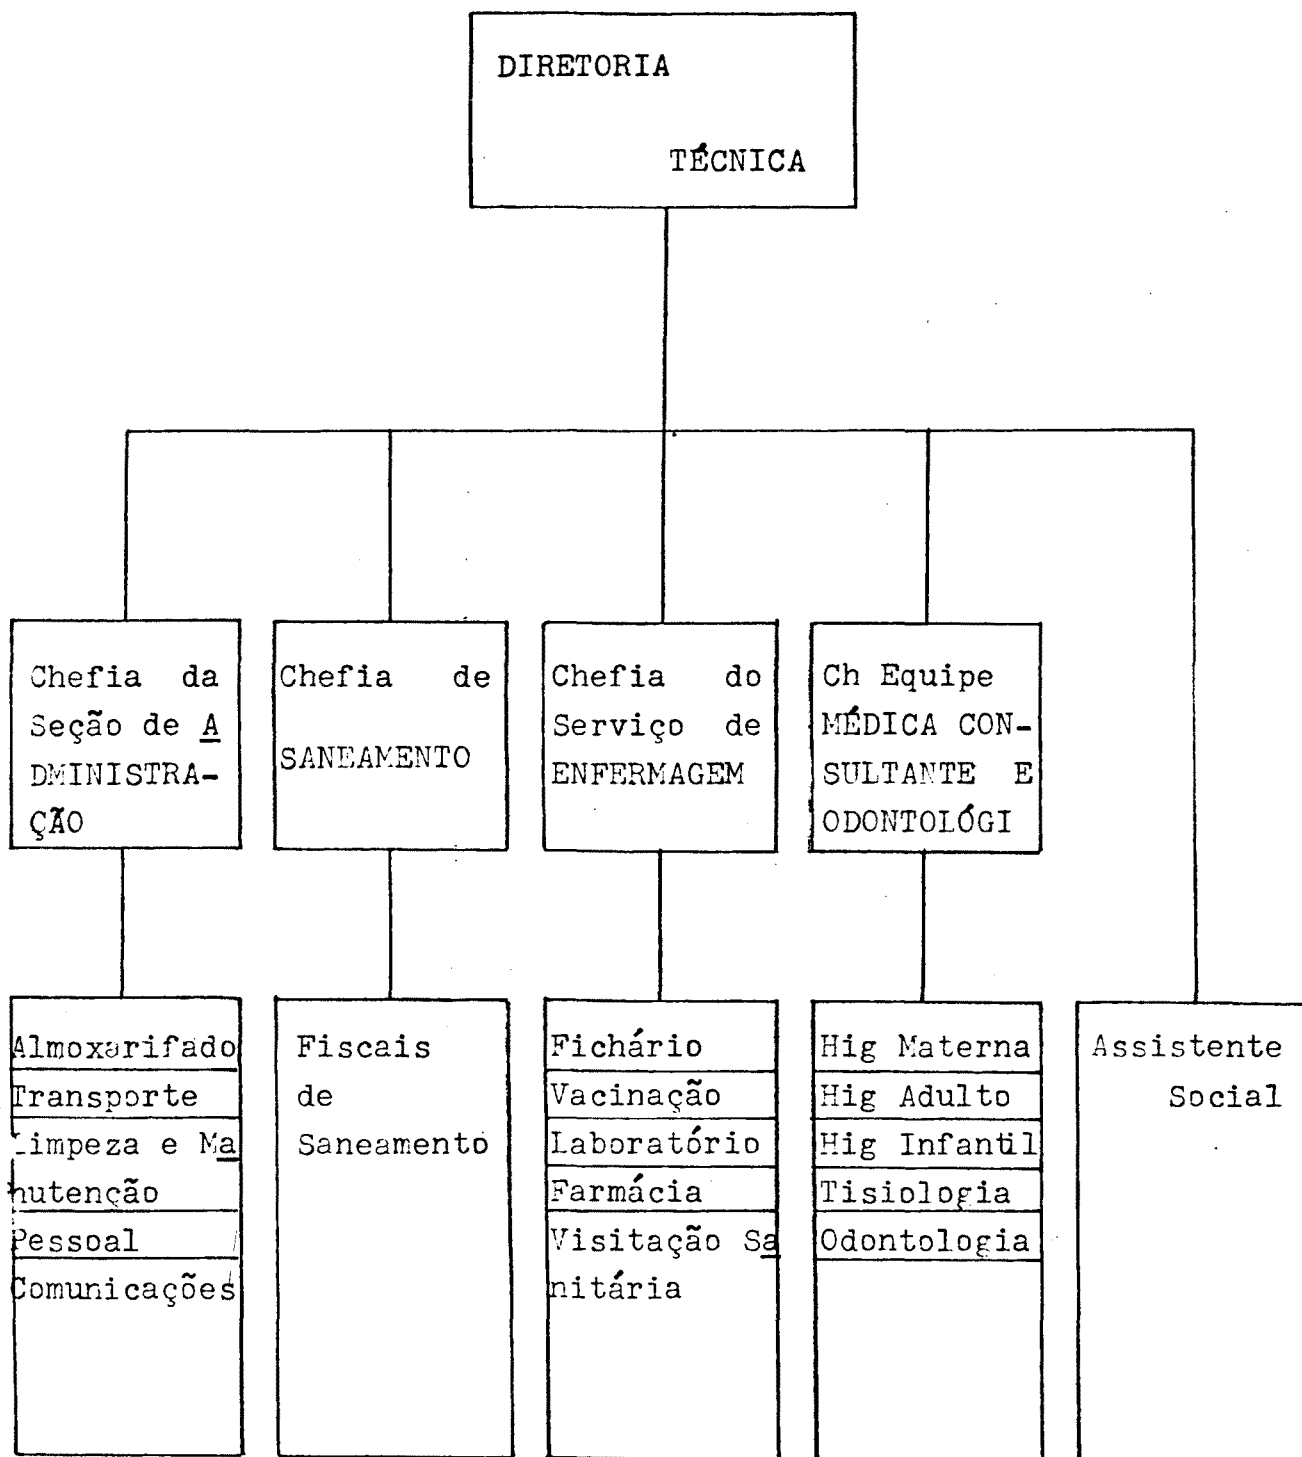 DIRETORIA
TÉCNICA
Chefia da
Seção de A
DMINISTRA-
ÇÃO
Chefia de
SANEAMENTO
Chefia do
Serviço de
ENFERMAGEM
Ch Equipe
MÉDICA CON-
SULTANTE E
ODONTOLÓGI
Almoxarifado
Transporte
Limpeza e Ma
nutenção
Pessoal
Comunicações
Fiscais
de
Saneamento
Fichário
Vacinação
Laboratório
Farmácia
Visitação Sa
nitária
Hig Materna
Hig Adulto
Hig Infantil
Tisiologia
Odontologia
Assistente
Social